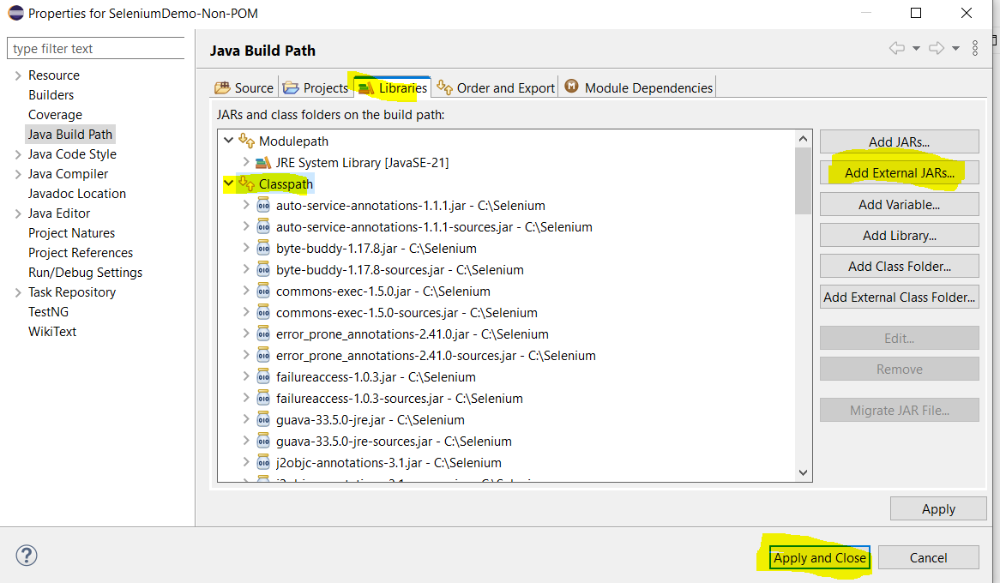 Properties for SeleniumDemo-Non-POM
type filter text
Resource
Builders
Coverage
Java Build Path
Java Code Style
Java Compiler
Javadoc Location
Java Editor
Project Natures
Project References
Run/Debug Settings
Task Repository
TestNG
WikiText
Java Build Path
Source Projects Libraries Order and Export Module Dependencies
JARs and class folders on the build path:
Modulepath
JRE System Library [JavaSE-21]
Classpath
auto-service-annotations-1.1.1.jar - C:\Selenium
auto-service-annotations-1.1.1-sources.jar - C:\Selenium
byte-buddy-1.17.8.jar - C:\Selenium
byte-buddy-1.17.8-sources.jar - C:\Selenium
commons-exec-1.5.0.jar - C:\Selenium
commons-exec-1.5.0-sources.jar - C:\Selenium
error_prone_annotations-2.41.0.jar - C:\Selenium
error_prone_annotations-2.41.0-sources.jar - C:\Selenium
failureaccess-1.0.3.jar - C:\Selenium
failureaccess-1.0.3-sources.jar - C:\Selenium
guava-33.5.0-jre.jar - C:\Selenium
guava-33.5.0-jre-sources.jar - C:\Selenium
j2objc-annotations-3.1.jar - C:\Selenium
Add JARs...
Add External JARs...
Add Variable...
Add Library...
Add Class Folder...
Add External Class Folder...
Edit...
Remove
Migrate JAR File...
Apply
Apply and Close
Cancel